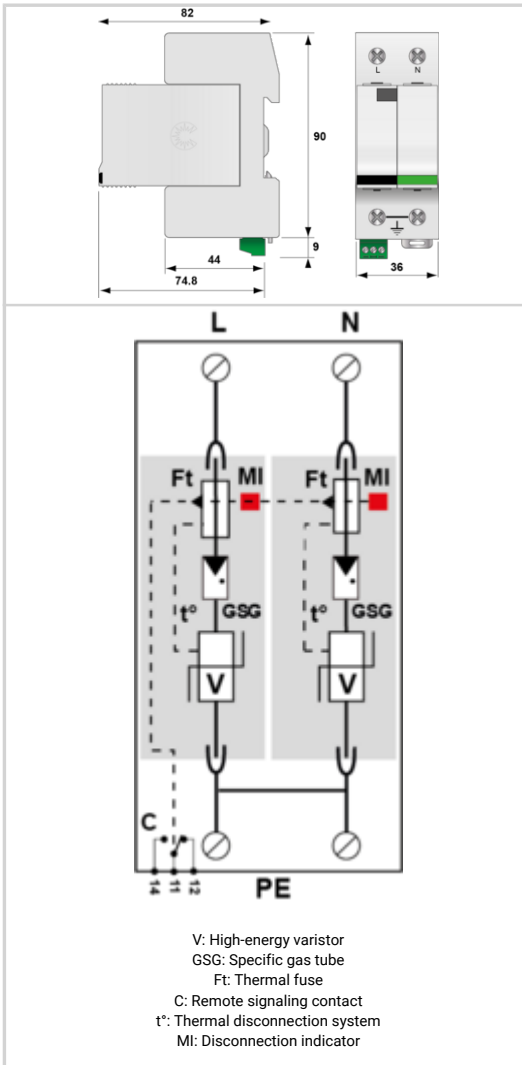 82
L N
90
9
44
36
74.8
L N
Ft MI Ft MI
t° GSG t° GSG
V V
C
14 11 12
PE
V: High-energy varistor
GSG: Specific gas tube
Ft: Thermal fuse
C: Remote signaling contact
t°: Thermal disconnection system
MI: Disconnection indicator